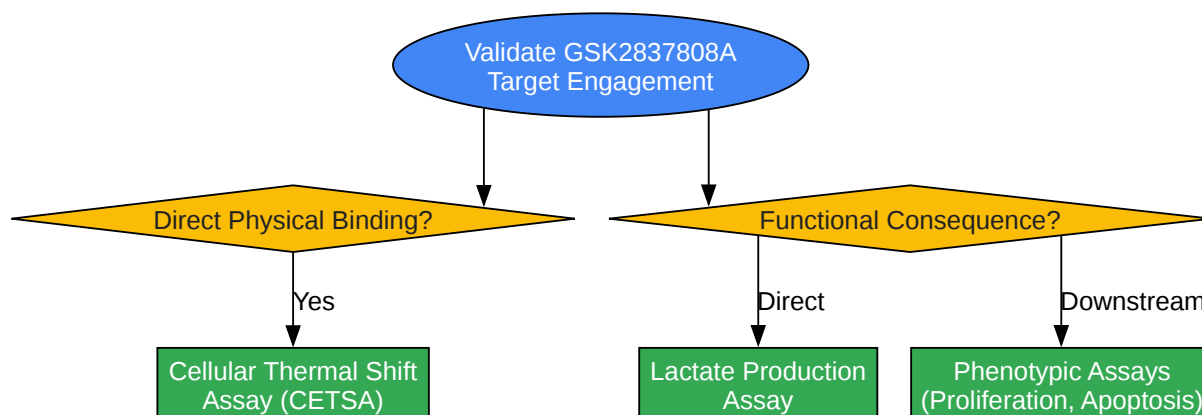 Validate GSK2837808A
Target Engagement
Direct Physical Binding?
Functional Consequence?
Yes
Direct
Downstream
Cellular Thermal Shift
Assay (CETSA)
Lactate Production
Assay
Phenotypic Assays
(Proliferation, Apoptosis)